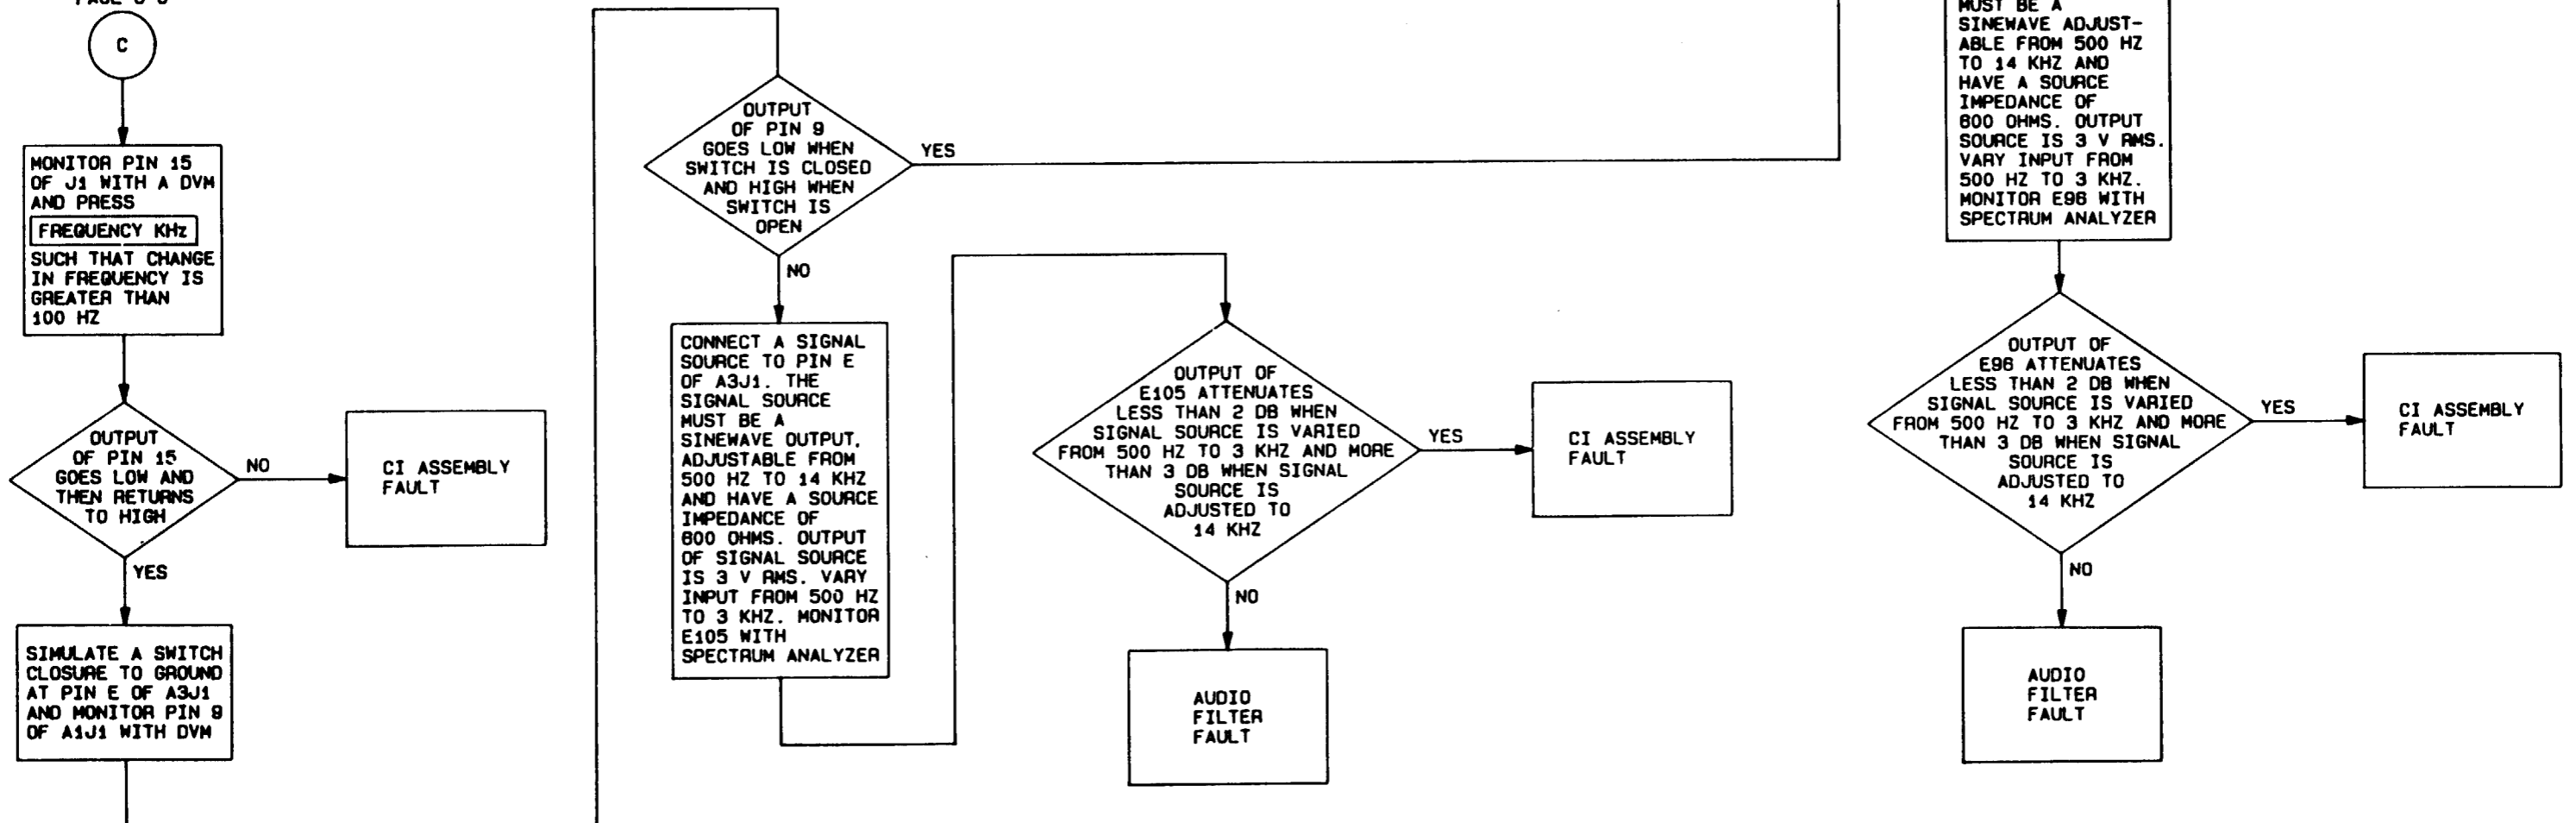 C
MONITOR PIN 15
OF J1 WITH A DVM
AND PRESS
FREQUENCY KHz
SUCH THAT CHANGE
IN FREQUENCY IS
GREATER THAN
100 HZ
OUTPUT
OF PIN 15
GOES LOW AND
THEN RETURNS
TO HIGH
NO
CI ASSEMBLY
FAULT
YES
SIMULATE A SWITCH
CLOSURE TO GROUND
AT PIN E OF A3J1
AND MONITOR PIN 9
OF A1J1 WITH DVM
OUTPUT
OF PIN 9
GOES LOW WHEN
SWITCH IS CLOSED
AND HIGH WHEN
SWITCH IS
OPEN
YES
NO
CONNECT A SIGNAL
SOURCE TO PIN E
OF A3J1. THE
SIGNAL SOURCE
MUST BE A
SINEWAVE OUTPUT,
ADJUSTABLE FROM
500 HZ TO 14 KHZ
AND HAVE A SOURCE
IMPEDANCE OF
600 OHMS. OUTPUT
OF SIGNAL SOURCE
IS 3 V RMS. VARY
INPUT FROM 500 HZ
TO 3 KHZ. MONITOR
E105 WITH
SPECTRUM ANALYZER
OUTPUT OF
E105 ATTENUATES
LESS THAN 2 DB WHEN
SIGNAL SOURCE IS VARIED
FROM 500 HZ TO 3 KHZ AND MORE
THAN 3 DB WHEN SIGNAL
SOURCE IS
ADJUSTED TO
14 KHZ
YES
CI ASSEMBLY
FAULT
NO
AUDIO
FILTER
FAULT
MUST BE A
SINEWAVE ADJUST-
ABLE FROM 500 HZ
TO 14 KHZ AND
HAVE A SOURCE
IMPEDANCE OF
600 OHMS. OUTPUT
SOURCE IS 3 V RMS.
VARY INPUT FROM
500 HZ TO 3 KHZ.
MONITOR E96 WITH
SPECTRUM ANALYZER
OUTPUT OF
E96 ATTENUATES
LESS THAN 2 DB WHEN
SIGNAL SOURCE IS VARIED
FROM 500 HZ TO 3 KHZ AND MORE
THAN 3 DB WHEN SIGNAL
SOURCE IS
ADJUSTED TO
14 KHZ
YES
CI ASSEMBLY
FAULT
NO
AUDIO
FILTER
FAULT